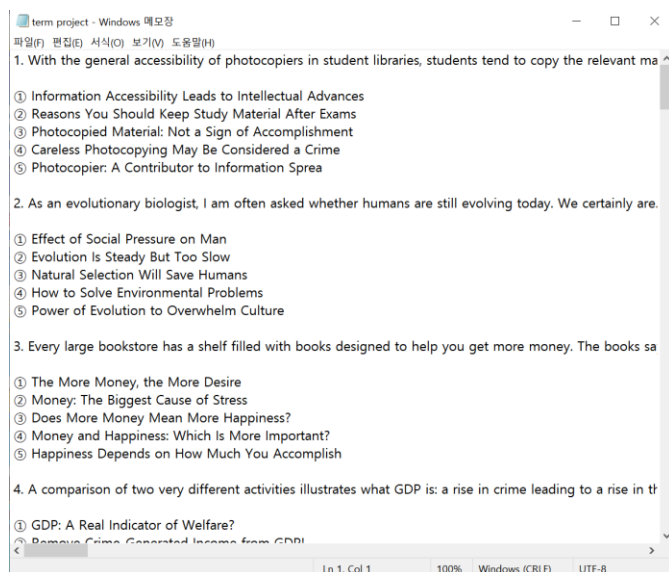 term project - Windows 메모장
파일(F) 편집(E) 서식(O) 보기(V) 도움말(H)
1. With the general accessibility of photocopiers in student libraries, students tend to copy the relevant ma
① Information Accessibility Leads to Intellectual Advances
② Reasons You Should Keep Study Material After Exams
③ Photocopied Material: Not a Sign of Accomplishment
④ Careless Photocopying May Be Considered a Crime
⑤ Photocopier: A Contributor to Information Sprea
2. As an evolutionary biologist, I am often asked whether humans are still evolving today. We certainly are.
① Effect of Social Pressure on Man
② Evolution Is Steady But Too Slow
③ Natural Selection Will Save Humans
④ How to Solve Environmental Problems
⑤ Power of Evolution to Overwhelm Culture
3. Every large bookstore has a shelf filled with books designed to help you get more money. The books sa
① The More Money, the More Desire
② Money: The Biggest Cause of Stress
③ Does More Money Mean More Happiness?
④ Money and Happiness: Which Is More Important?
⑤ Happiness Depends on How Much You Accomplish
4. A comparison of two very different activities illustrates what GDP is: a rise in crime leading to a rise in th
① GDP: A Real Indicator of Welfare?
② Remove Crime-Generated Income from GDP!
Ln 1, Col 1 100% Windows (CRLF) UTF-8